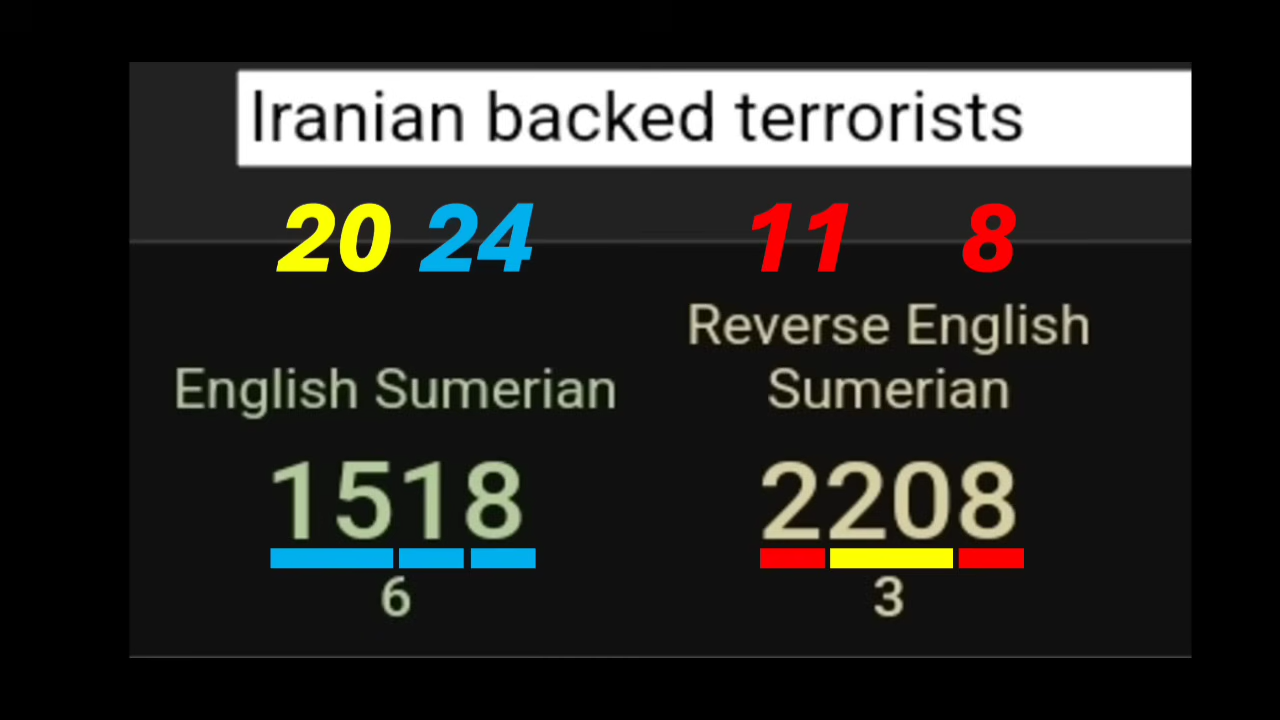 Iranian backed terrorists
20 24 11 8
Reverse English
English Sumerian Sumerian
1518 2208
6 3